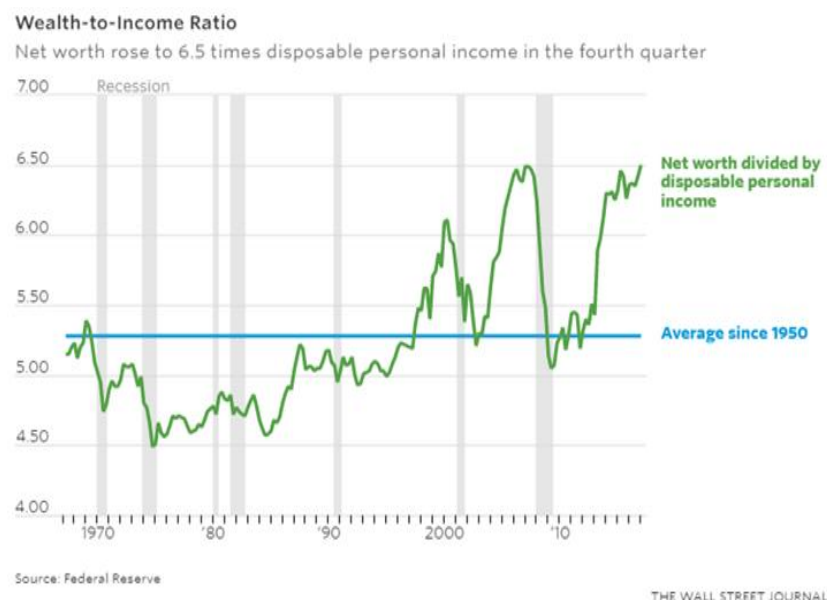 Wealth-to-Income Ratio
Net worth rose to 6.5 times disposable personal income in the fourth quarter
7.00
Recession
6.50
Net worth divided by
disposable personal
income
6.00
5.50
Average since 1950
5.00
4.50
4.00
1970 '80 '90 2000 '10
Source: Federal Reserve
THE WALL STREET JOURNAL